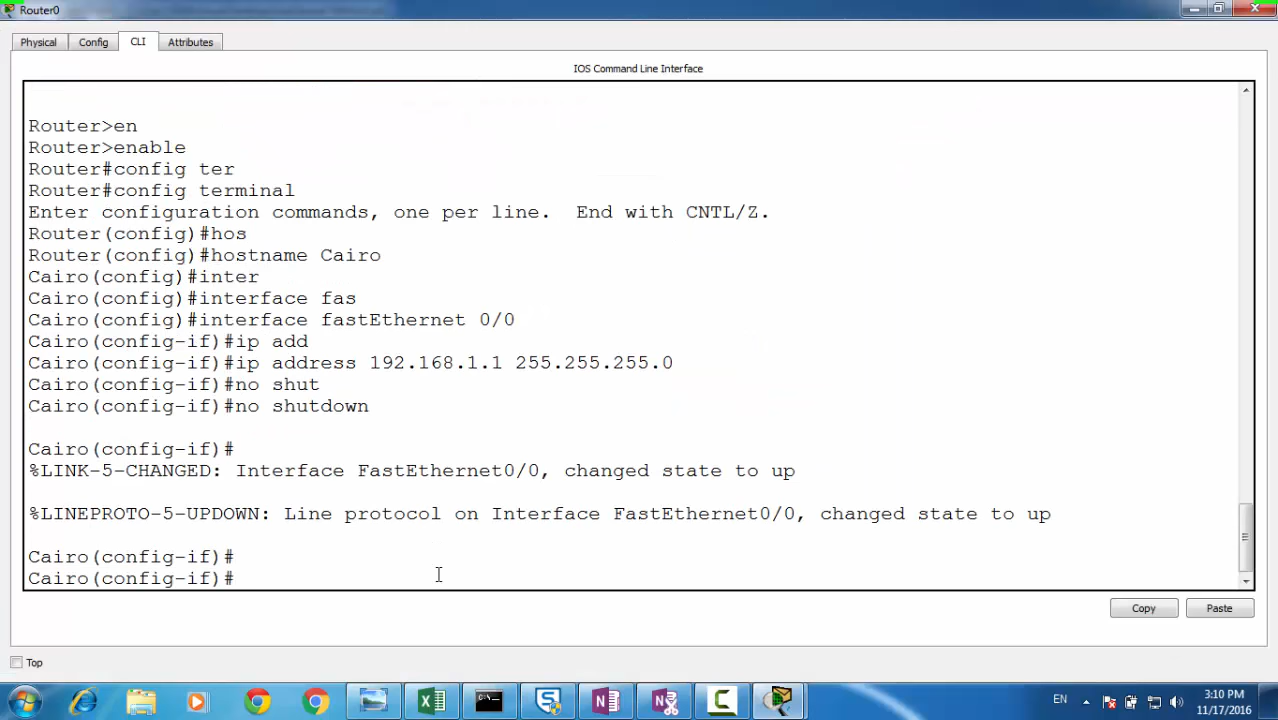 Router0
Physical Config CLI Attributes
IOS Command Line Interface
Router>en
Router>enable
Router#config ter
Router#config terminal
Enter configuration commands, one per line.  End with CNTL/Z.
Router(config)#hos
Router(config)#hostname Cairo
Cairo(config)#inter
Cairo(config)#interface fas
Cairo(config)#interface fastEthernet 0/0
Cairo(config-if)#ip add
Cairo(config-if)#ip address 192.168.1.1 255.255.255.0
Cairo(config-if)#no shut
Cairo(config-if)#no shutdown
Cairo(config-if)#
%LINK-5-CHANGED: Interface FastEthernet0/0, changed state to up
%LINEPROTO-5-UPDOWN: Line protocol on Interface FastEthernet0/0, changed state to up
Cairo(config-if)#
Cairo(config-if)#
Copy Paste
Top
EN 3:10 PM
11/17/2016